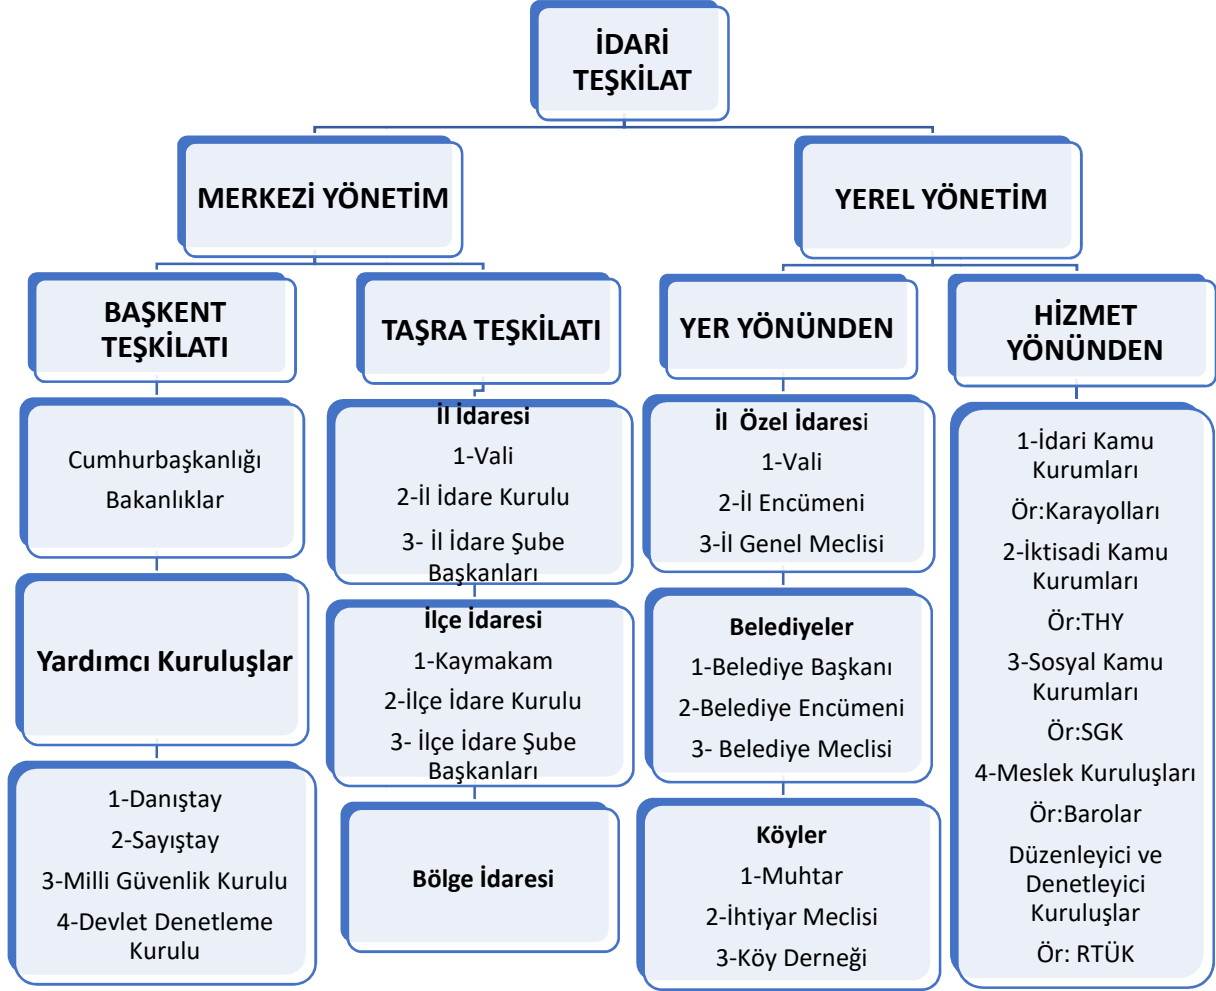 İDARİ
TEŞKİLAT
MERKEZİ YÖNETİM
YEREL YÖNETİM
BAŞKENT
TEŞKİLATI
TAŞRA TEŞKİLATI
YER YÖNÜNDEN
HİZMET
YÖNÜNDEN
Cumhurbaşkanlığı
Bakanlıklar
Yardımcı Kuruluşlar
1-Danıştay
2-Sayıştay
3-Milli Güvenlik Kurulu
4-Devlet Denetleme
Kurulu
İl İdaresi
1-Vali
2-İl İdare Kurulu
3- İl İdare Şube
Başkanları
İlçe İdaresi
1-Kaymakam
2-İlçe İdare Kurulu
3- İlçe İdare Şube
Başkanları
Bölge İdaresi
İl  Özel İdaresi
1-Vali
2-İl Encümeni
3-İl Genel Meclisi
Belediyeler
1-Belediye Başkanı
2-Belediye Encümeni
3- Belediye Meclisi
Köyler
1-Muhtar
2-İhtiyar Meclisi
3-Köy Derneği
1-İdari Kamu
Kurumları
Ör:Karayolları
2-İktisadi Kamu
Kurumları
Ör:THY
3-Sosyal Kamu
Kurumları
Ör:SGK
4-Meslek Kuruluşları
Ör:Barolar
Düzenleyici ve
Denetleyici
Kuruluşlar
Ör: RTÜK